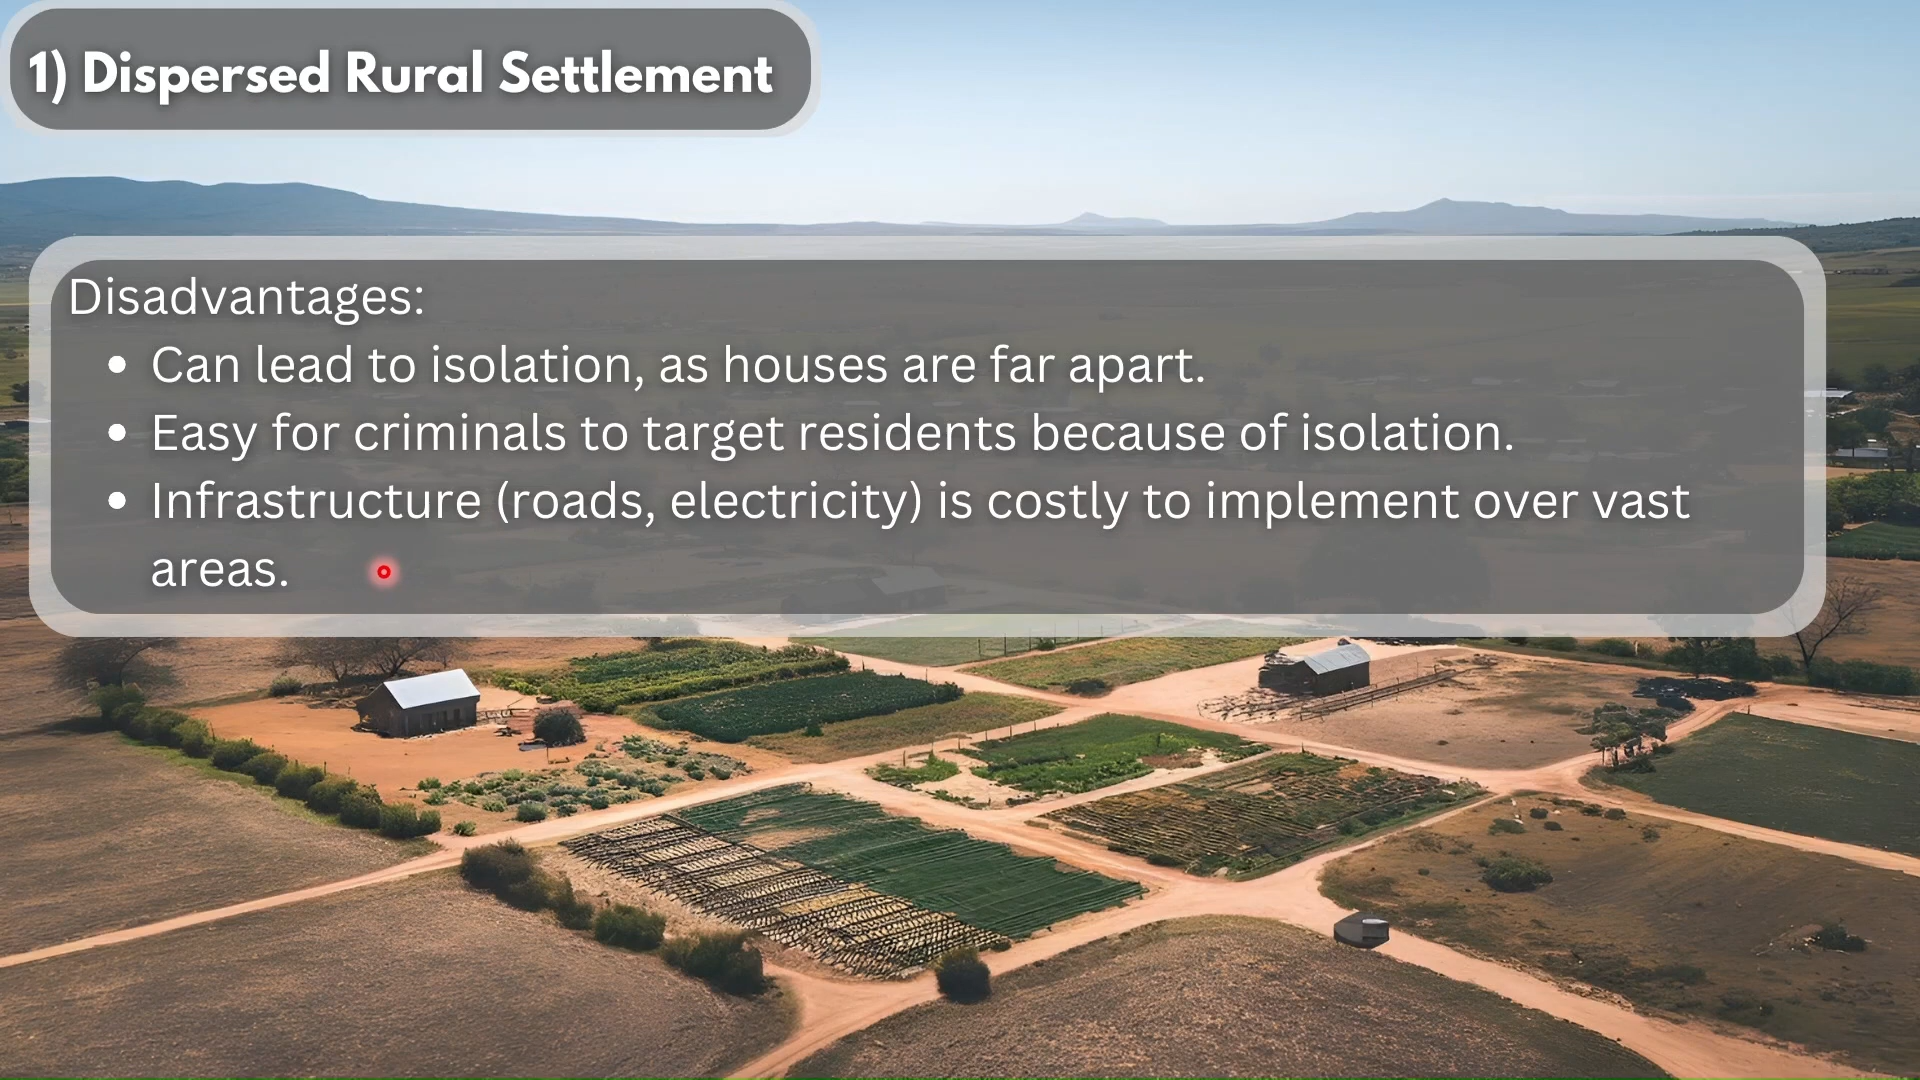 1) Dispersed Rural Settlement
Disadvantages:
• Can lead to isolation, as houses are far apart.
• Easy for criminals to target residents because of isolation.
• Infrastructure (roads, electricity) is costly to implement over vast
areas.